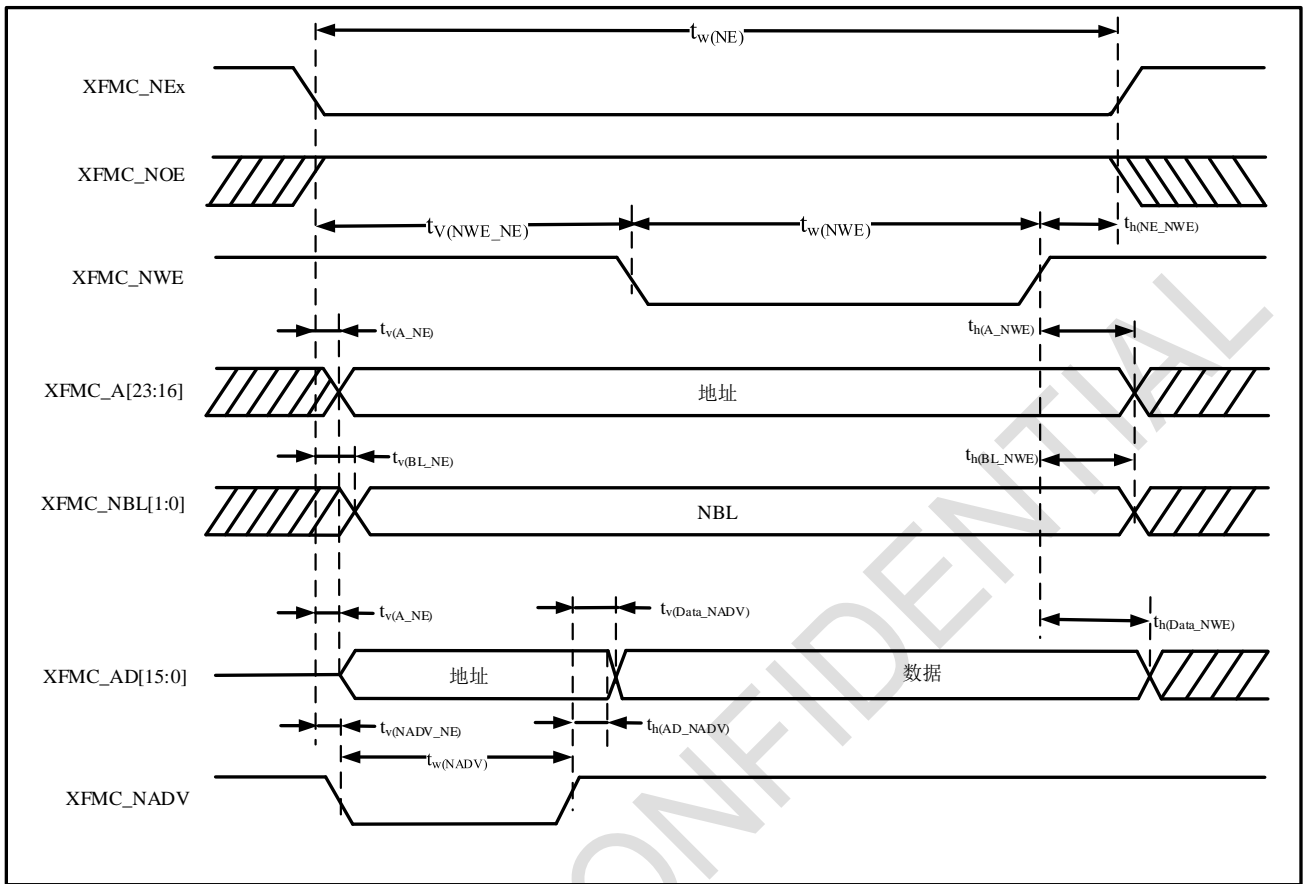 tw(NE)
XFMC_NEx
XFMC_NOE
tV(NWE_NE) tw(NWE) th(NE_NWE)
XFMC_NWE
tv(A_NE) th(A_NWE)
XFMC_A[23:16] 地址
tv(BL_NE) th(BL_NWE)
XFMC_NBL[1:0] NBL
tv(A_NE) tv(Data_NADV) th(Data_NWE)
XFMC_AD[15:0] 地址 数据
tv(NADV_NE) th(AD_NADV)
tw(NADV)
XFMC_NADV
CONFIDENTIAL